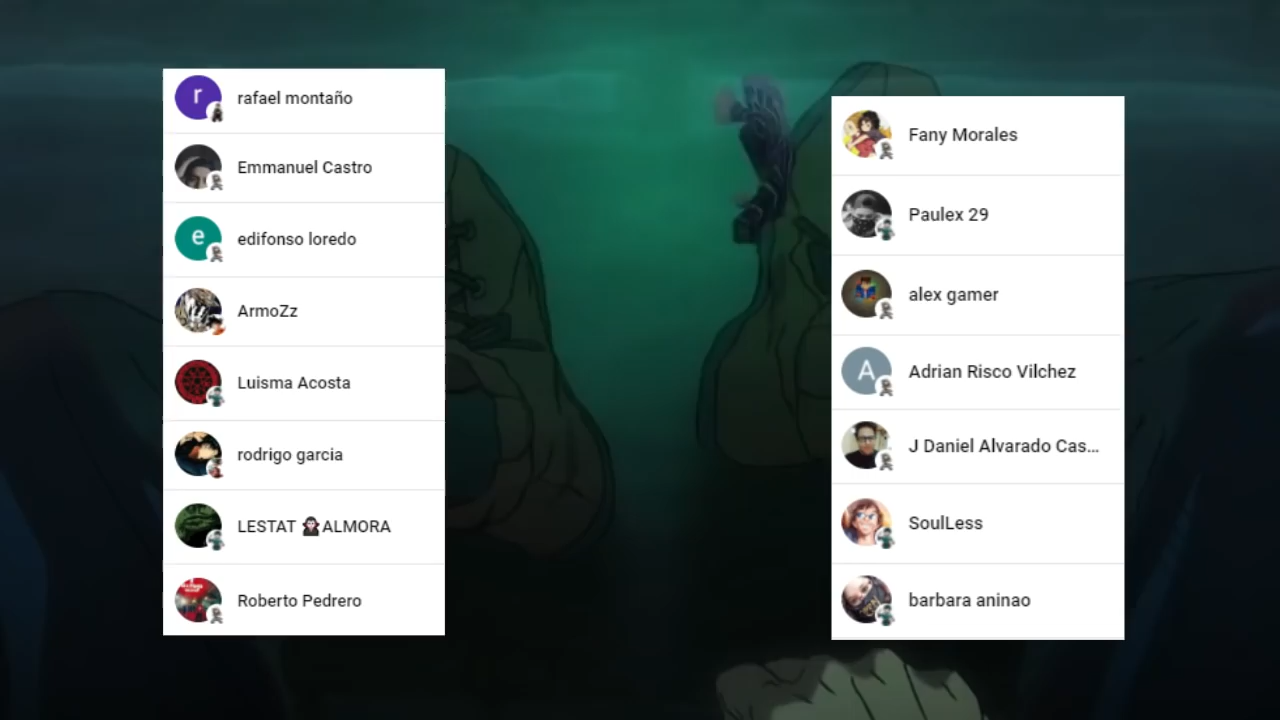 r
rafael montaño
Emmanuel Castro
e
edifonso loredo
ArmoZz
Luisma Acosta
rodrigo garcia
LESTAT 🧛🏻ALMORA
Roberto Pedrero
Fany Morales
Paulex 29
alex gamer
A
Adrian Risco Vilchez
J Daniel Alvarado Cas...
SoulLess
barbara aninao